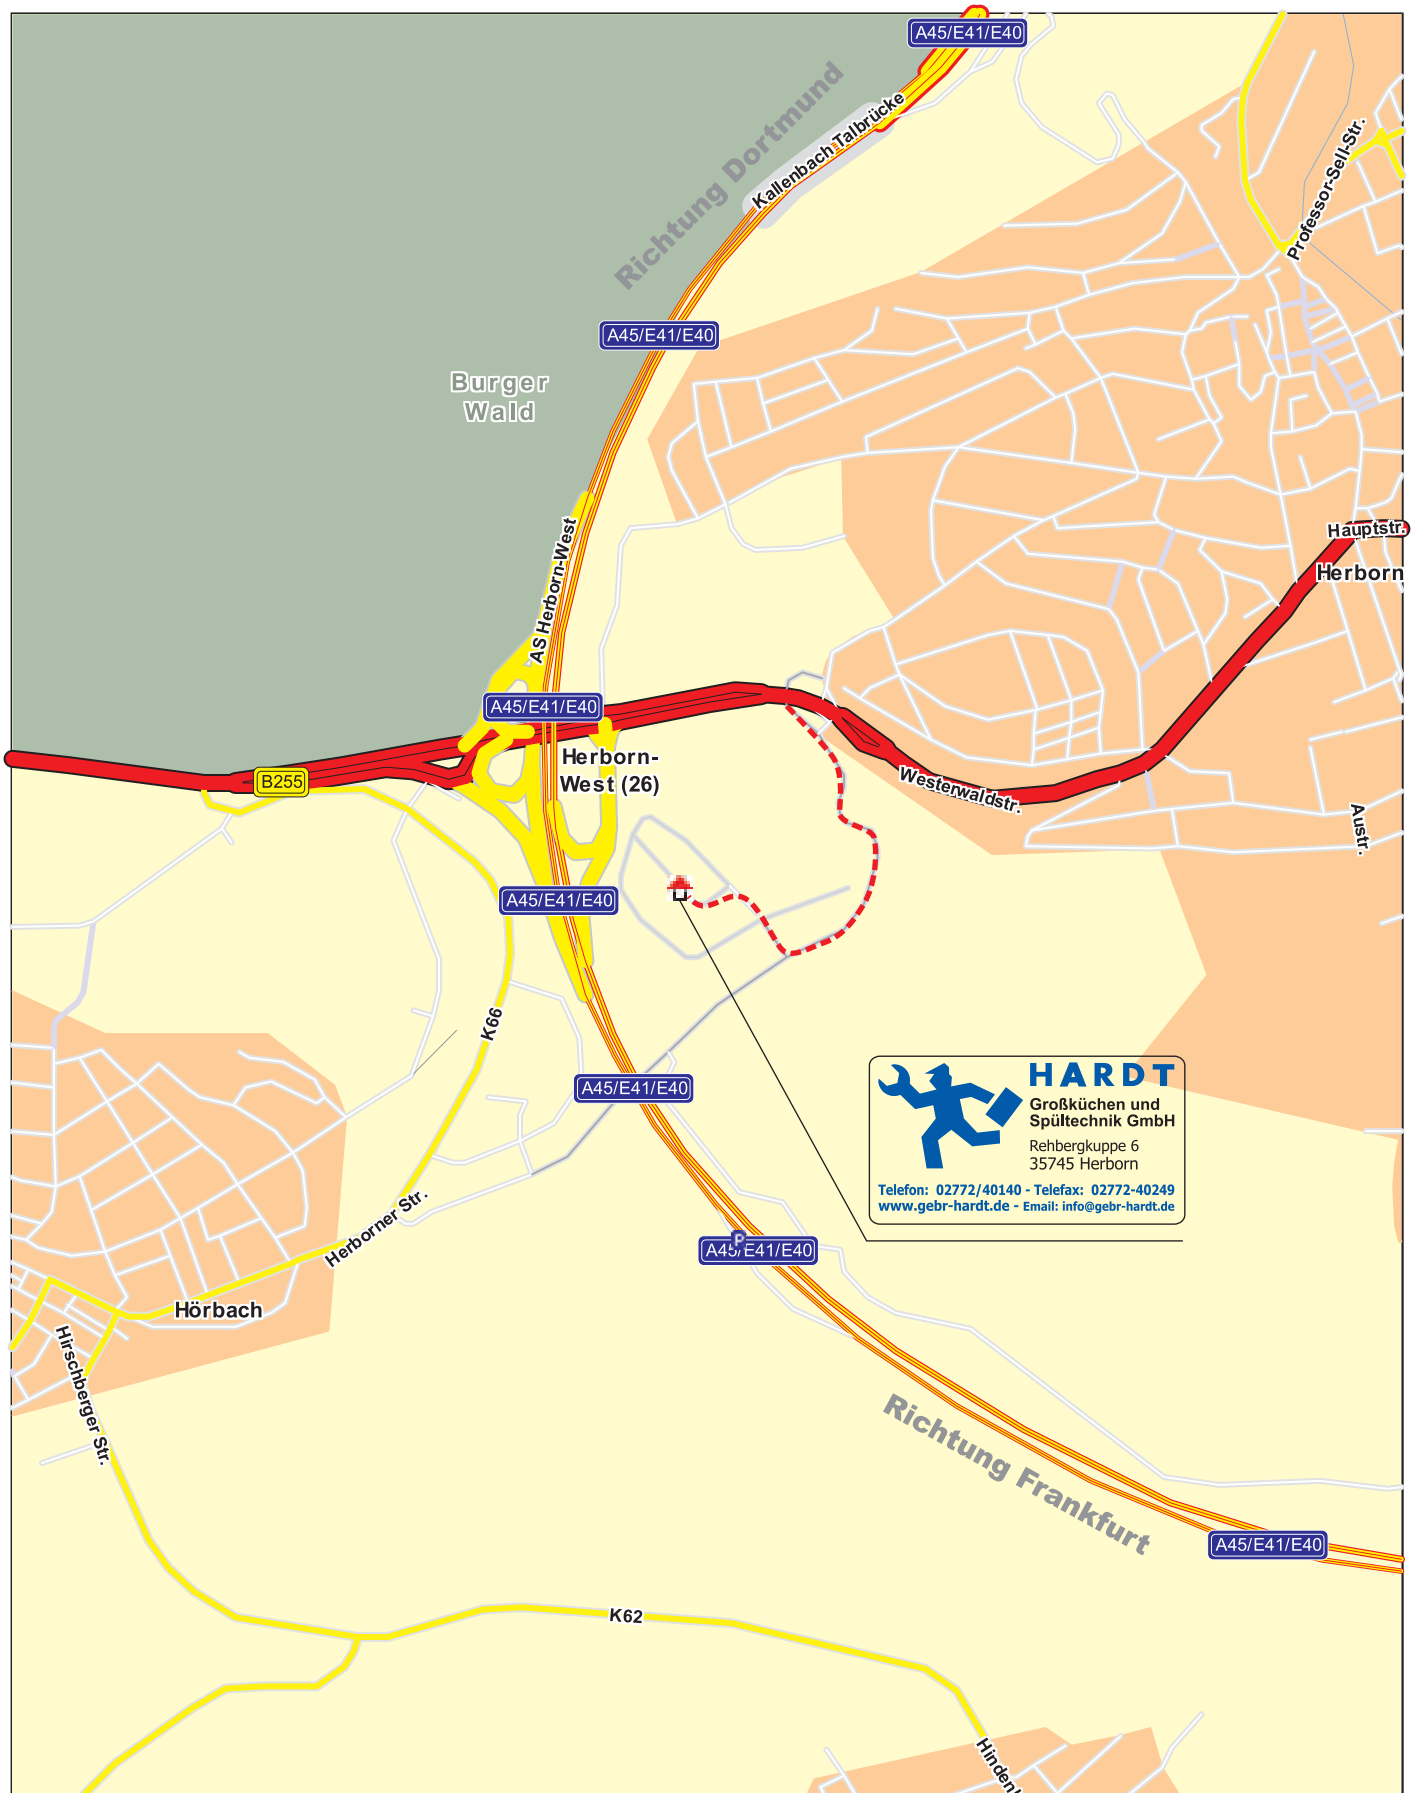 A45/E41/E40
Richtung Dortmund
Kallenbach-Talbrücke
Professor-Sell-Str.
A45/E41/E40
Burger
Wald
Hauptstr.
Herborn
AS Herborn-West
A45/E41/E40
Herborn-
West (26)
B255
Westerwaldstr.
Austr.
A45/E41/E40
K66
A45/E41/E40
HARDT
Großküchen und
Spültechnik GmbH
Rehbergkuppe 6
35745 Herborn
Telefon: 02772/40140 - Telefax: 02772-40249
www.gebr-hardt.de - Email: info@gebr-hardt.de
Herborner Str.
P
A45/E41/E40
Hörbach
Hirschberger Str.
Richtung Frankfurt
A45/E41/E40
K62